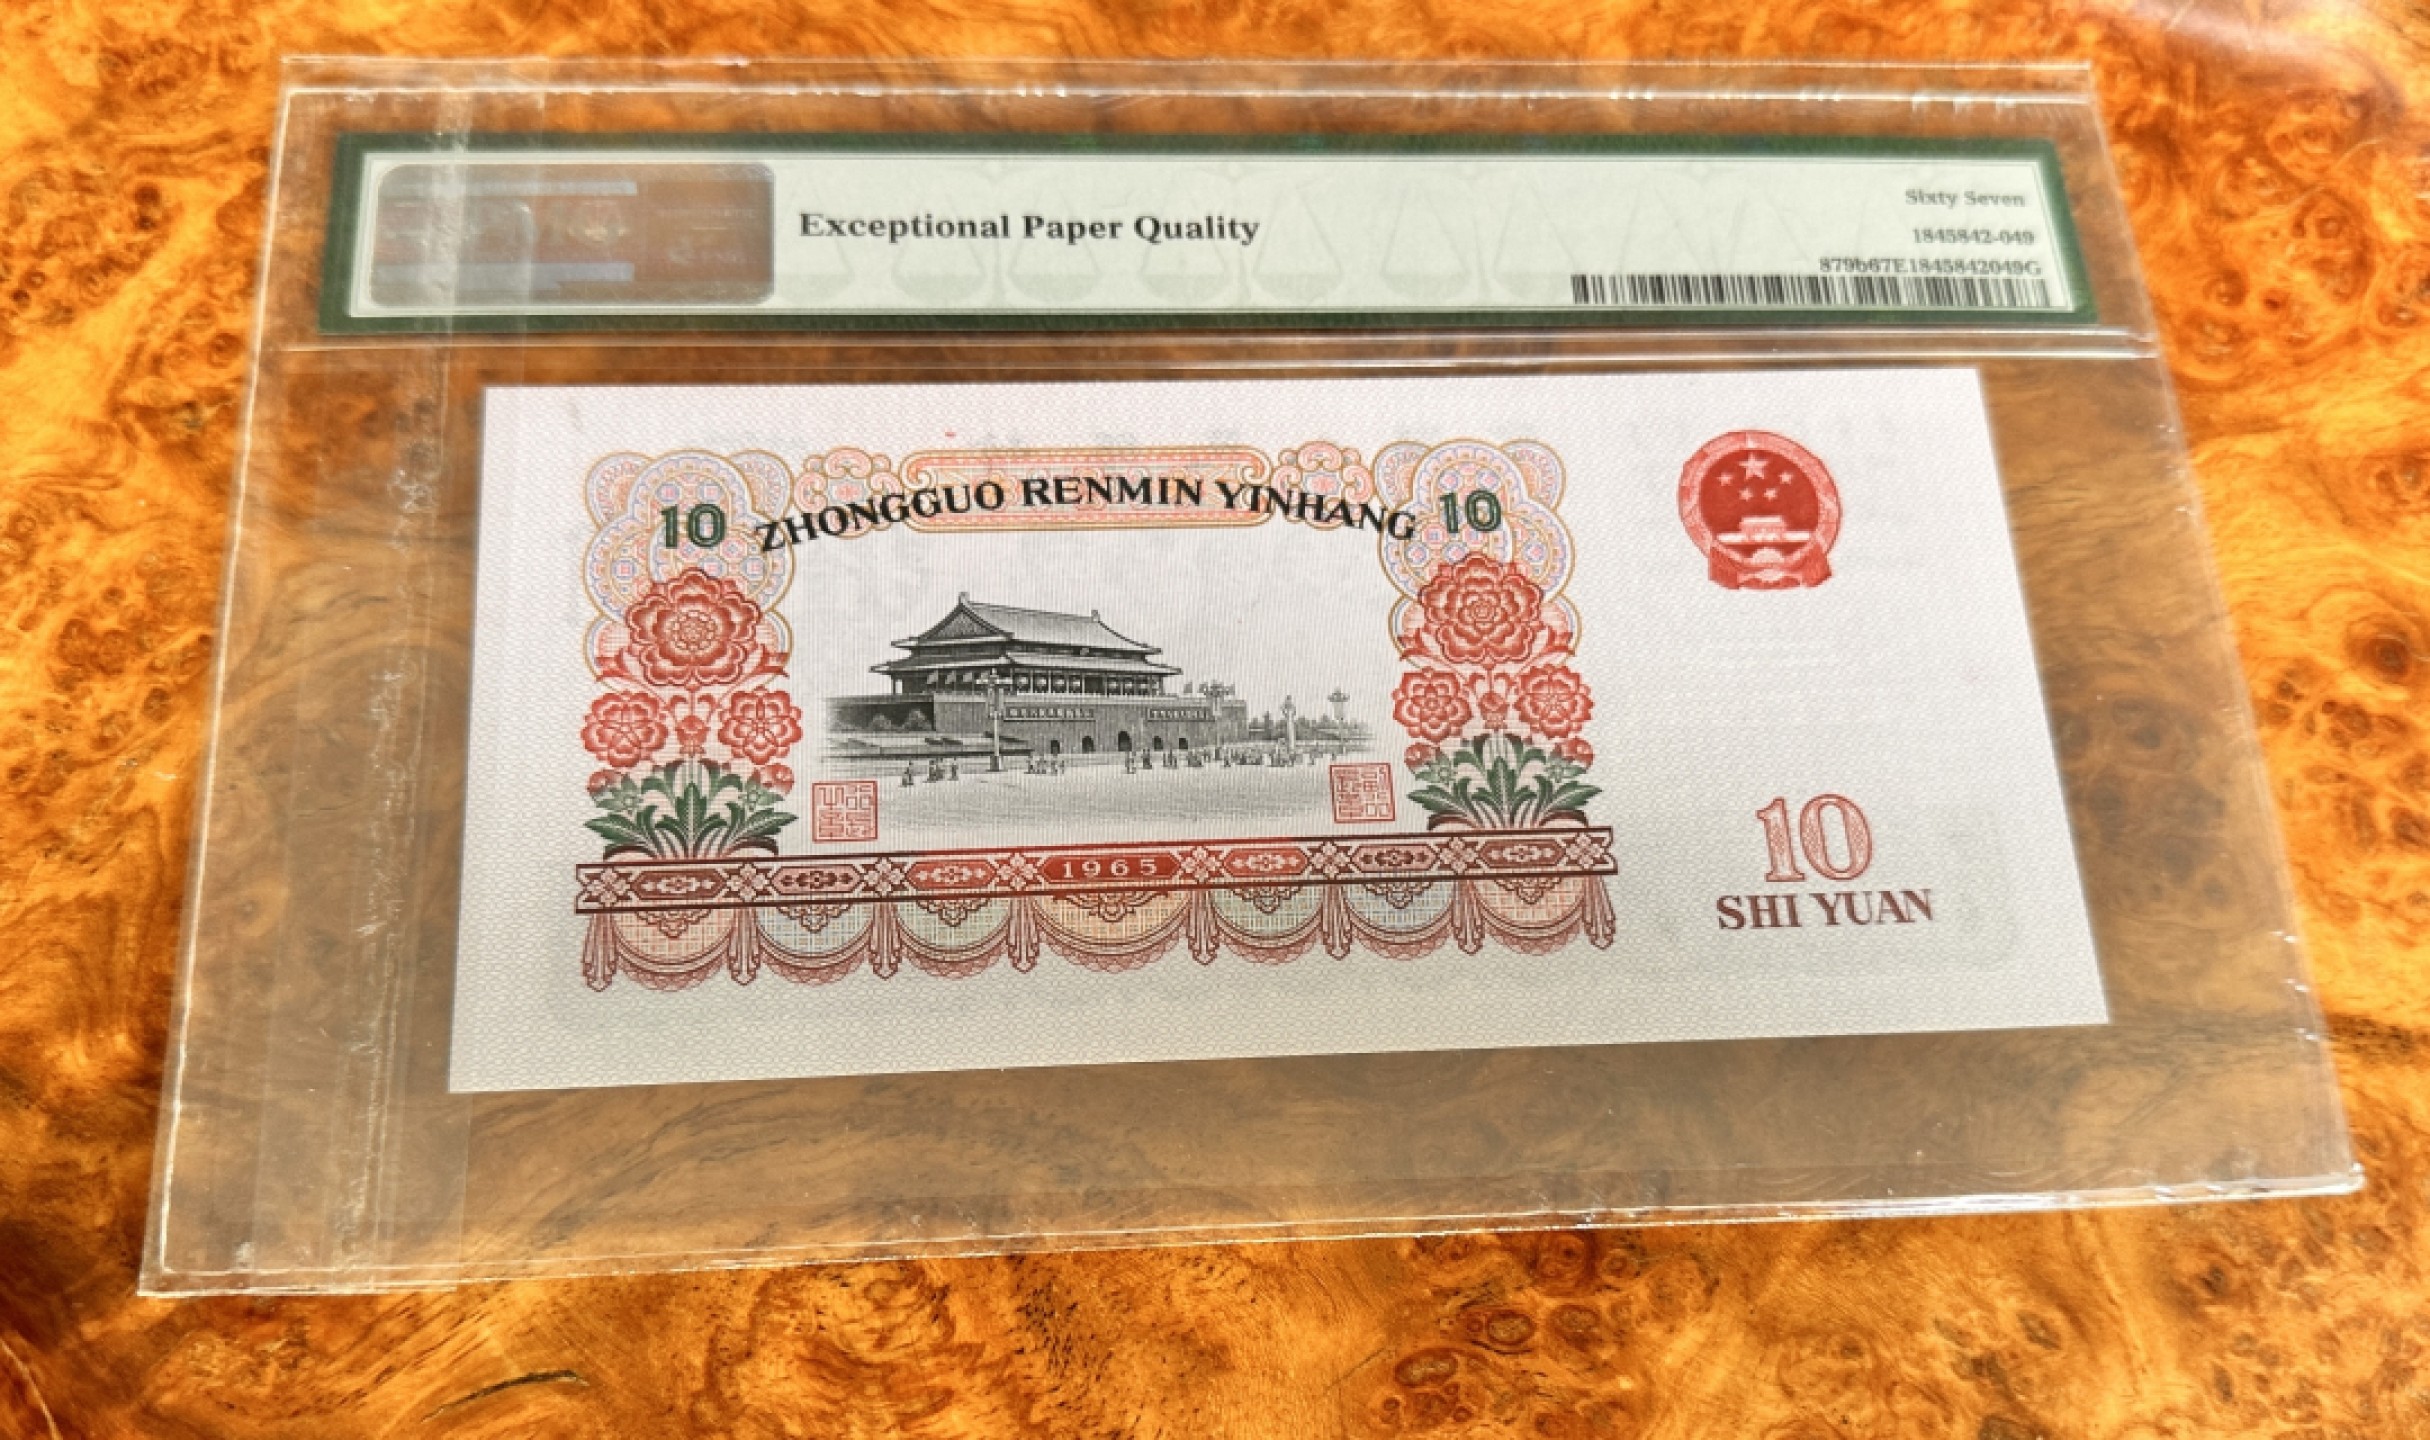 Exceptional Paper Quality
Sixty Seven
1845842-049
879b67E1845842049G
ZHONGGUO RENMIN YINHANG
10
10
1965
10
SHI YUAN